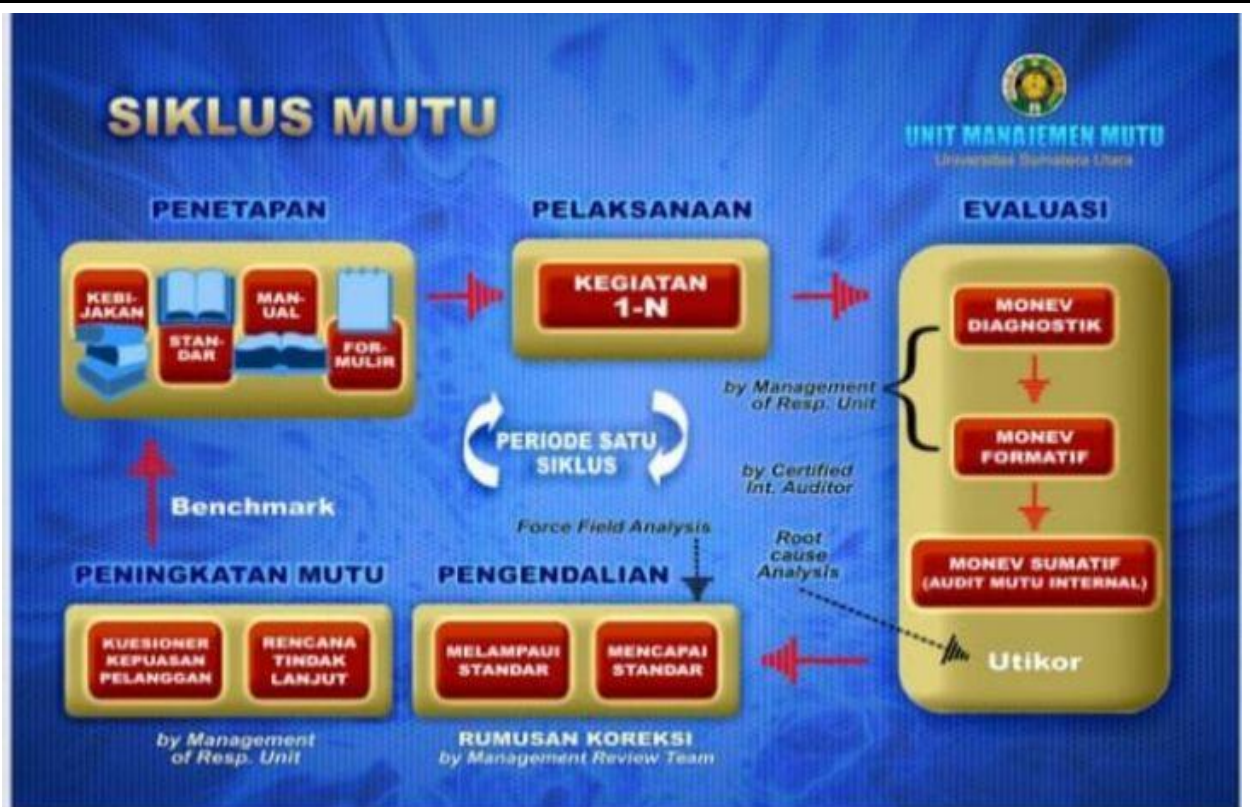 SIKLUS MUTU
UNIT MANAJEMEN MUTU
Universitas Sumatera Utara
PENETAPAN
KEBI-
JAKAN
STAN-
DAR
MAN-
UAL
FOR-
MULIR
PELAKSANAAN
KEGIATAN
1-N
EVALUASI
MONEV
DIAGNOSTIK
by Management
of Resp. Unit
MONEV
FORMATIF
by Certified
Int. Auditor
MONEV SUMATIF
(AUDIT MUTU INTERNAL)
Root
cause
Analysis
Utikor
PERIODE SATU
SIKLUS
Force Field Analysis
Benchmark
PENINGKATAN MUTU
KUESIONER
KEPUASAN
PELANGGAN
RENCANA
TINDAK
LANJUT
by Management
of Resp. Unit
PENGENDALIAN
MELAMPAUI
STANDAR
MENCAPAI
STANDAR
RUMUSAN KOREKSI
by Management Review Team